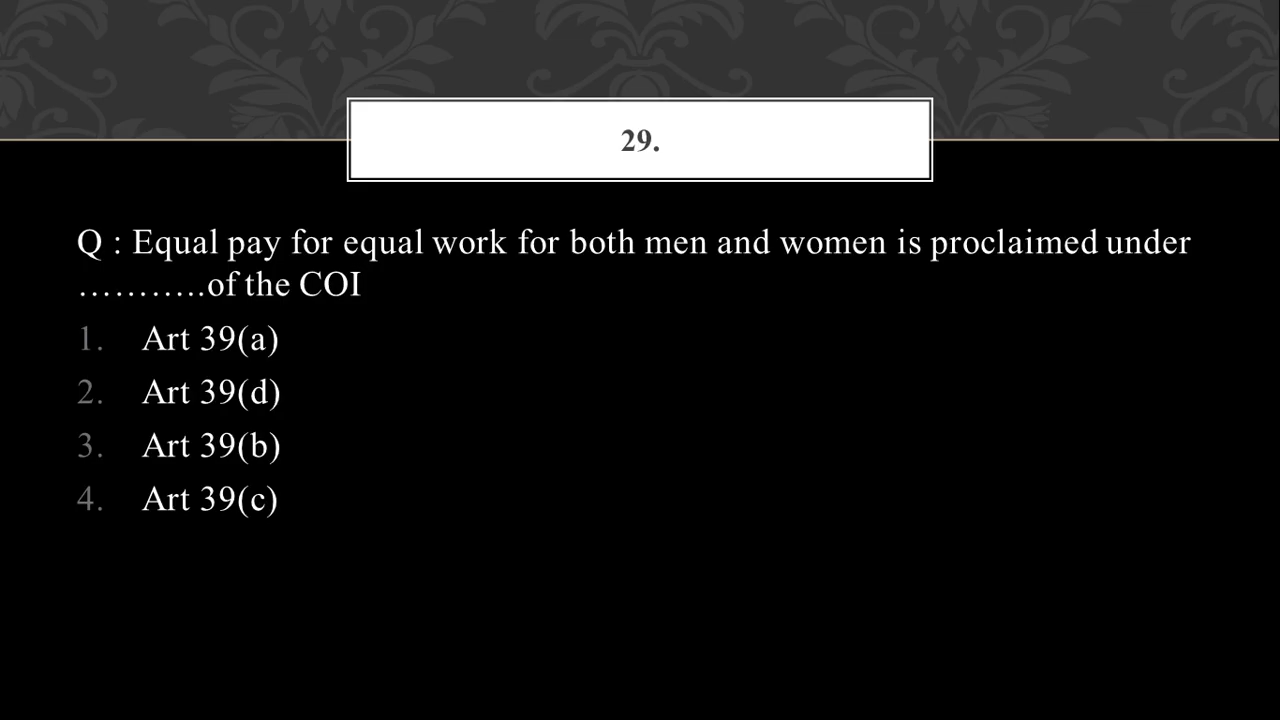 29.
Q : Equal pay for equal work for both men and women is proclaimed under
...........of the COI
1. Art 39(a)
2. Art 39(d)
3. Art 39(b)
4. Art 39(c)